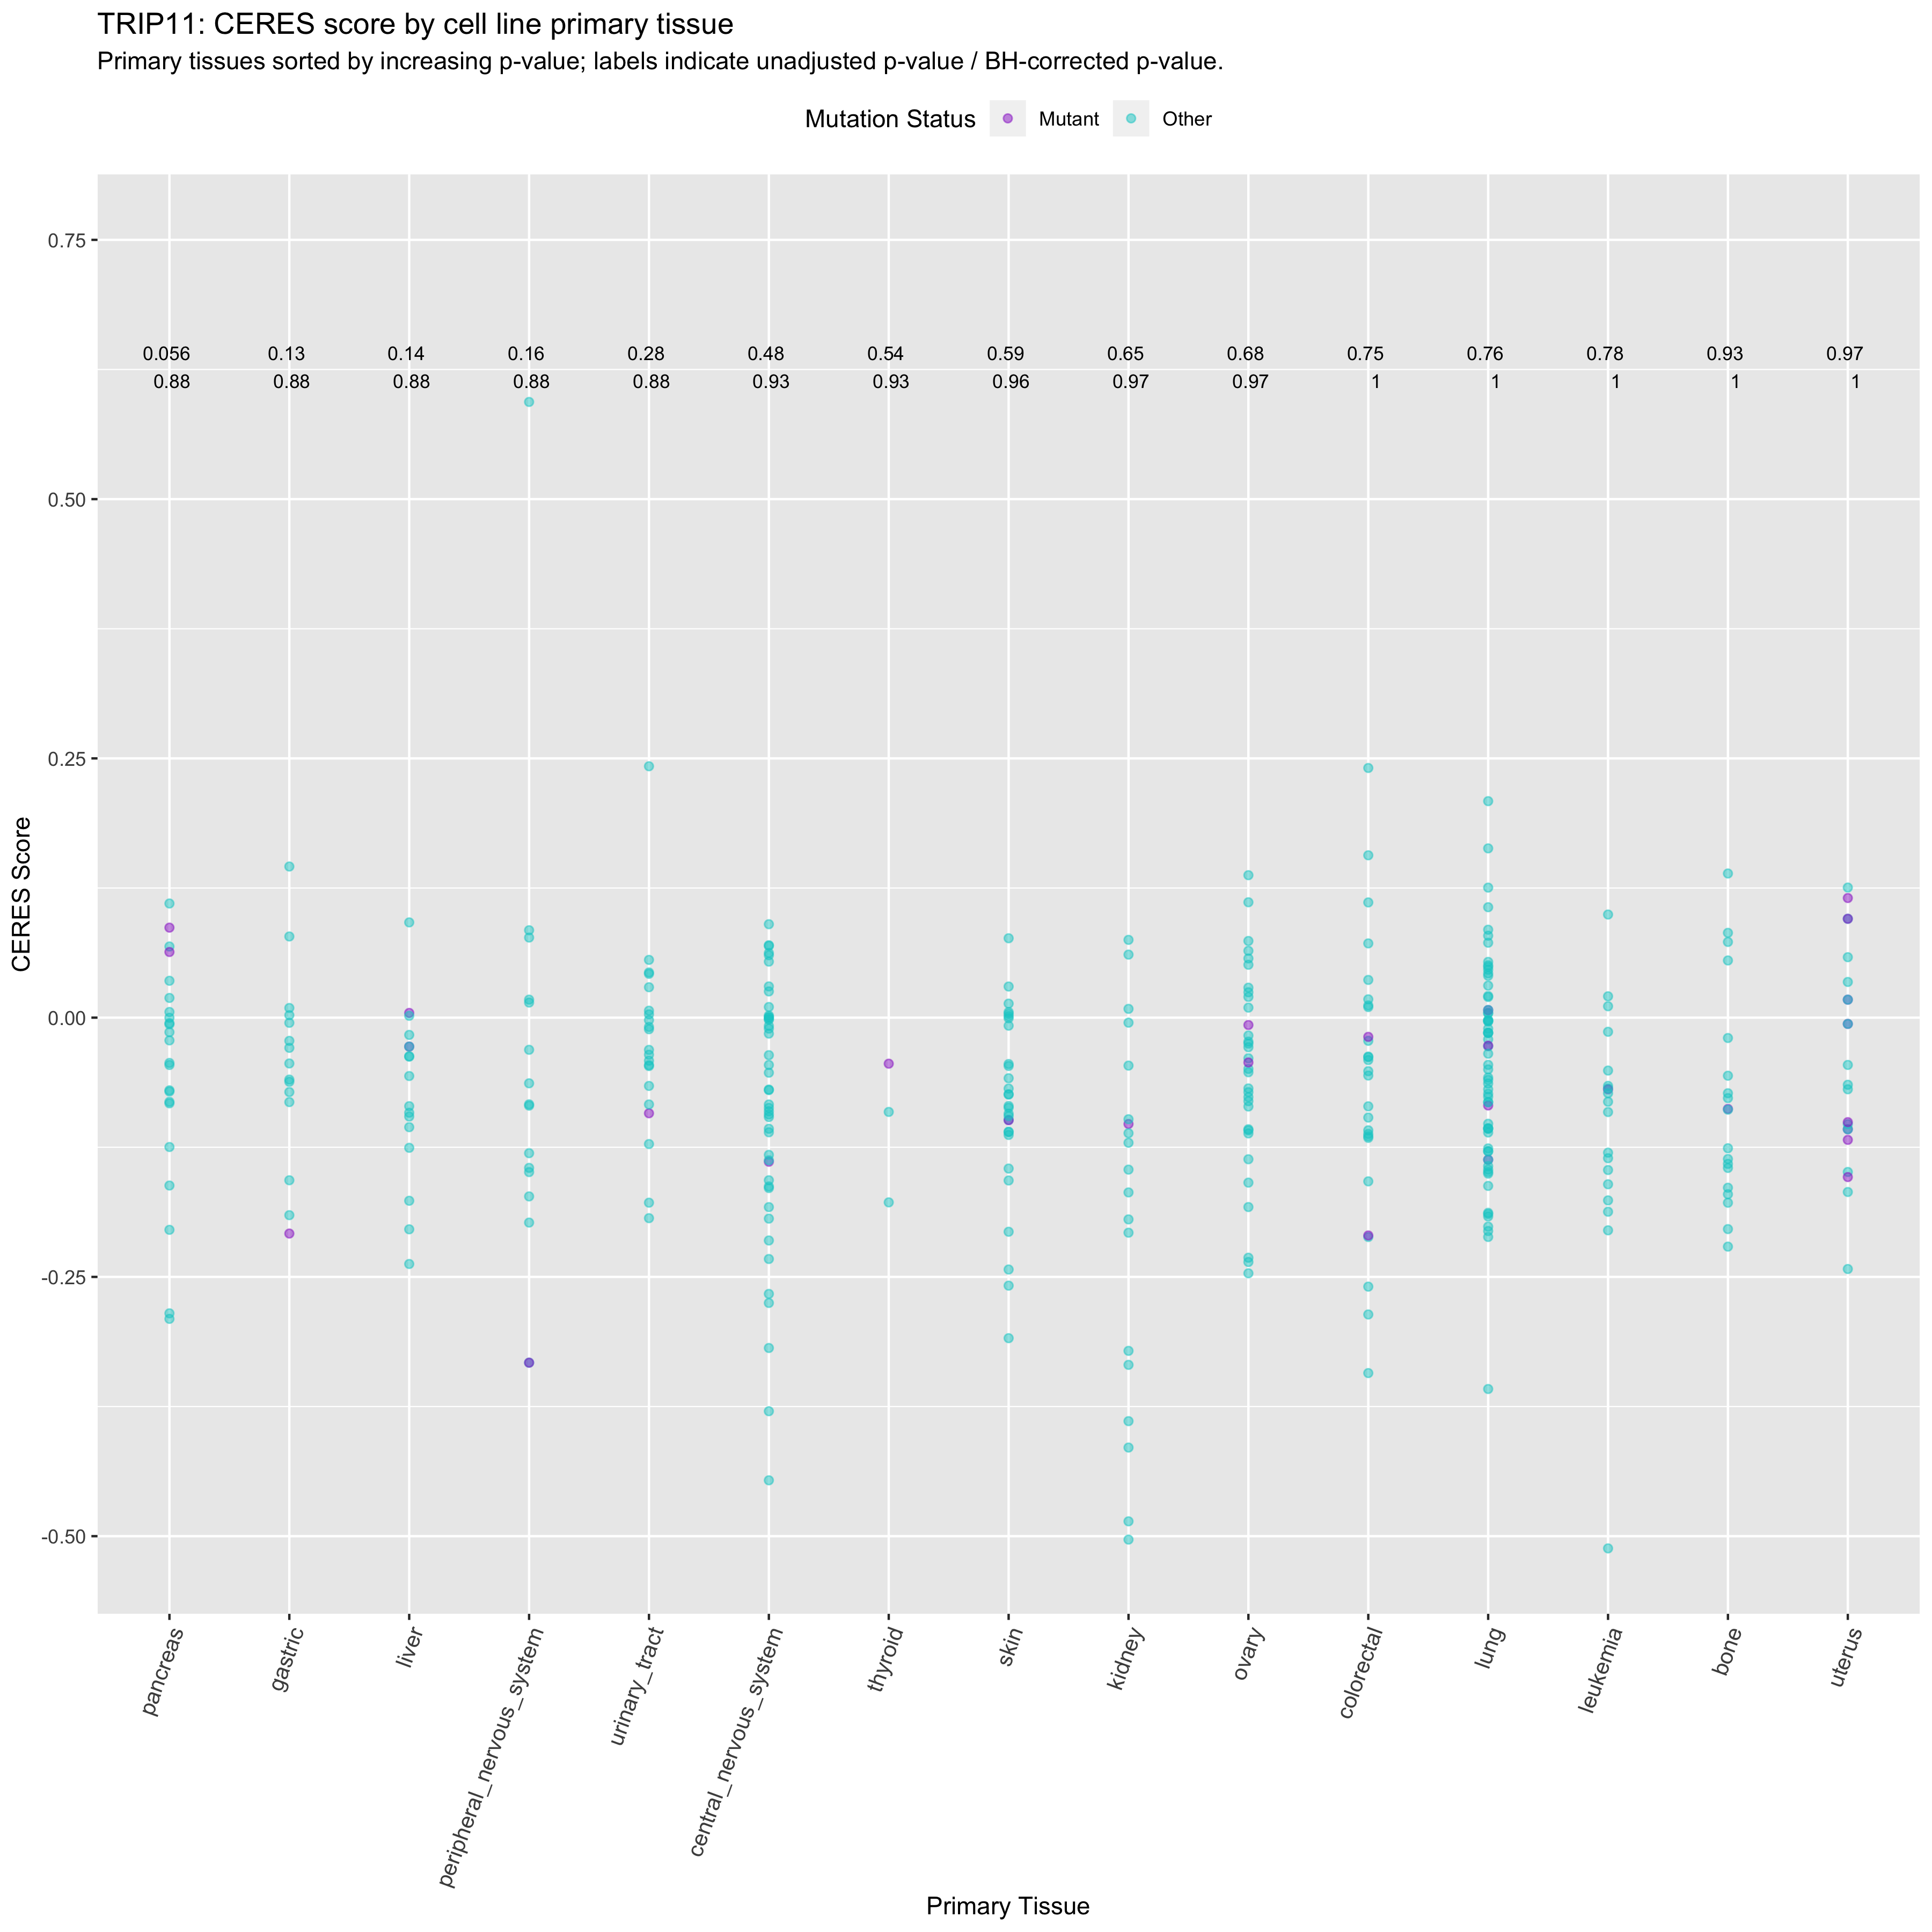 TRIP11: CERES score by cell line primary tissue
Primary tissues sorted by increasing p-value; labels indicate unadjusted p-value / BH-corrected p-value.
Mutation Status Mutant Other
0.75
0.056 0.13 0.14 0.16 0.28 0.48 0.54 0.59 0.65 0.68 0.75 0.76 0.78 0.93 0.97
0.88 0.88 0.88 0.88 0.88 0.93 0.93 0.96 0.97 0.97 1 1 1 1 1
0.50
0.25
0.00
-0.25
-0.50
CERES Score
pancreas
gastric
liver
peripheral_nervous_system
urinary_tract
central_nervous_system
thyroid
skin
kidney
ovary
colorectal
lung
leukemia
bone
uterus
Primary Tissue